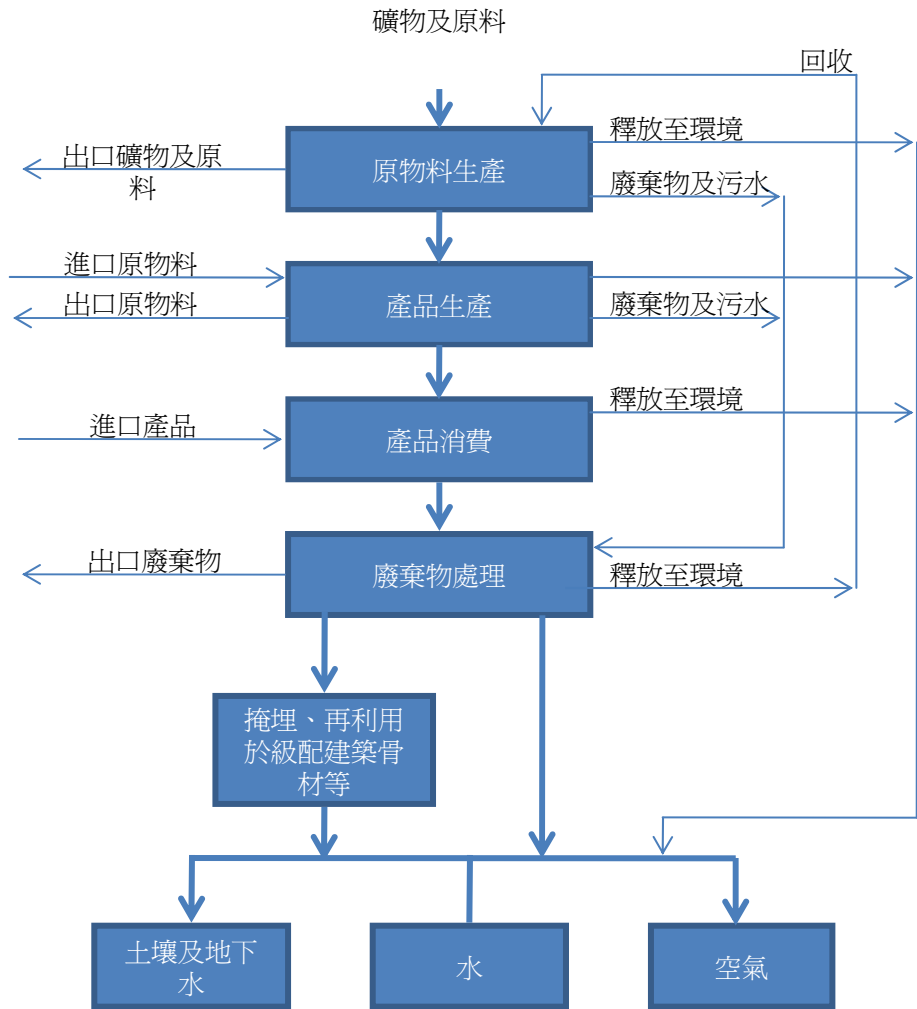 礦物及原料
回收
釋放至環境
出口礦物及原
料
原物料生產
廢棄物及污水
進口原物料
出口原物料
產品生產
廢棄物及污水
釋放至環境
進口產品
產品消費
出口廢棄物
廢棄物處理
釋放至環境
掩埋、再利用
於級配建築骨
材等
土壤及地下
水
水
空氣